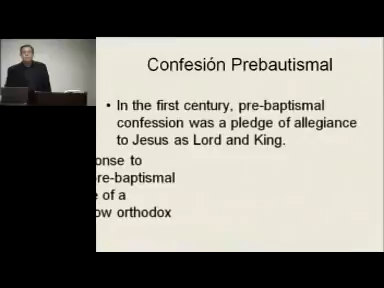 Confesión Prebautismal
• In the first century, pre-baptismal
confession was a pledge of allegiance
to Jesus as Lord and King.
onse to
re-baptismal
e of a
ow orthodox